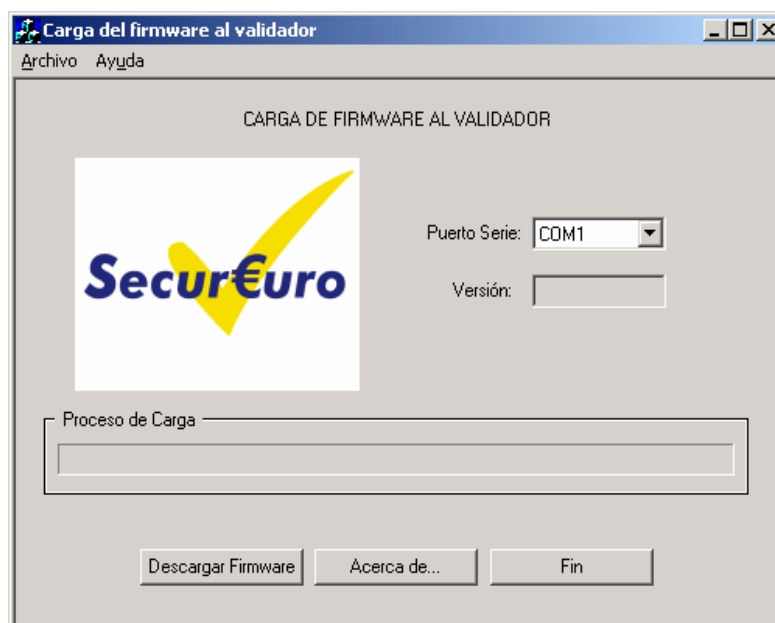 Carga del firmware al validador
Archivo Ayuda
CARGA DE FIRMWARE AL VALIDADOR
Secur€uro
Puerto Serie: COM1
Versión:
Proceso de Carga
Descargar Firmware Acerca de... Fin